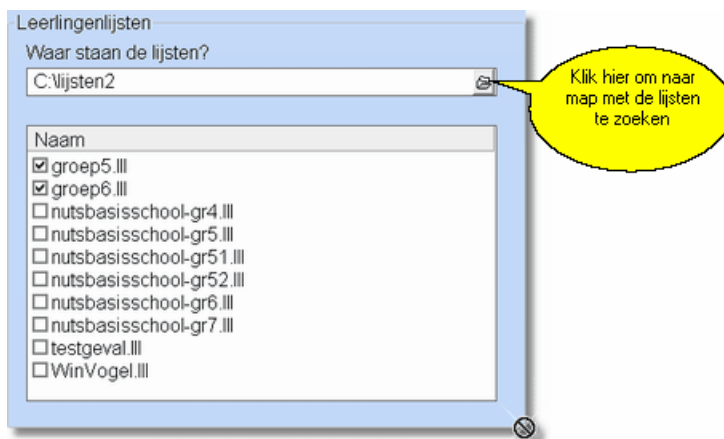 Leerlingenlijsten
Waar staan de lijsten?
C:\lijsten2
Klik hier om naar
map met de lijsten
te zoeken
Naam
groep5.lll
groep6.lll
nutsbasisschool-gr4.lll
nutsbasisschool-gr5.lll
nutsbasisschool-gr51.lll
nutsbasisschool-gr52.lll
nutsbasisschool-gr6.lll
nutsbasisschool-gr7.lll
testgeval.lll
WinVogel.lll